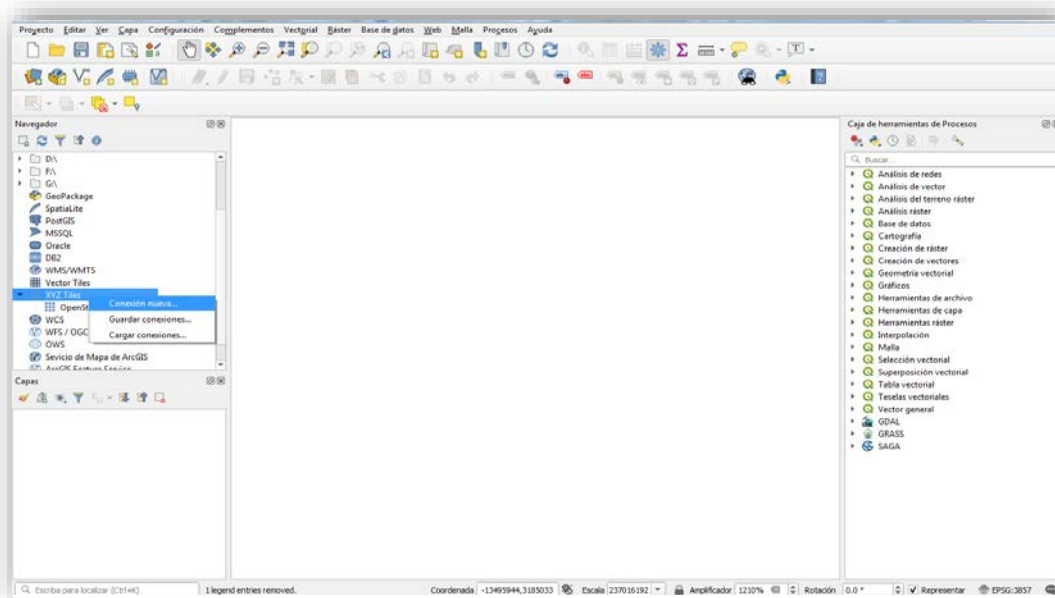 Proyecto Editar Ver Capa Configuración Complementos Vectorial Ráster Base de datos Web Malla Procesos Ayuda
Navegador
D:\
F:\
G:\
GeoPackage
SpatiaLite
PostGIS
MSSQL
Oracle
DB2
WMS/WMTS
Vector Tiles
XYZ Tiles
OpenSt
WCS
WFS / OGC
OWS
Sevicio de Mapa de ArcGIS
ArcGIS Feature Service
Conexión nueva...
Guardar conexiones...
Cargar conexiones...
Capas
Caja de herramientas de Procesos
Buscar...
Análisis de redes
Análisis de vector
Análisis del terreno ráster
Análisis ráster
Base de datos
Cartografía
Creación de ráster
Creación de vectores
Geometría vectorial
Gráficos
Herramientas de archivo
Herramientas de capa
Herramientas ráster
Interpolación
Malla
Selección vectorial
Superposición vectorial
Tabla vectorial
Teselas vectoriales
Vector general
GDAL
GRASS
SAGA
Escriba para localizar (Ctrl+K) 1 legend entries removed. Coordenada -13495944,3185033 Escala 237016192 Amplificador 1210% Rotación 0.0 ° Representar EPSG:3857